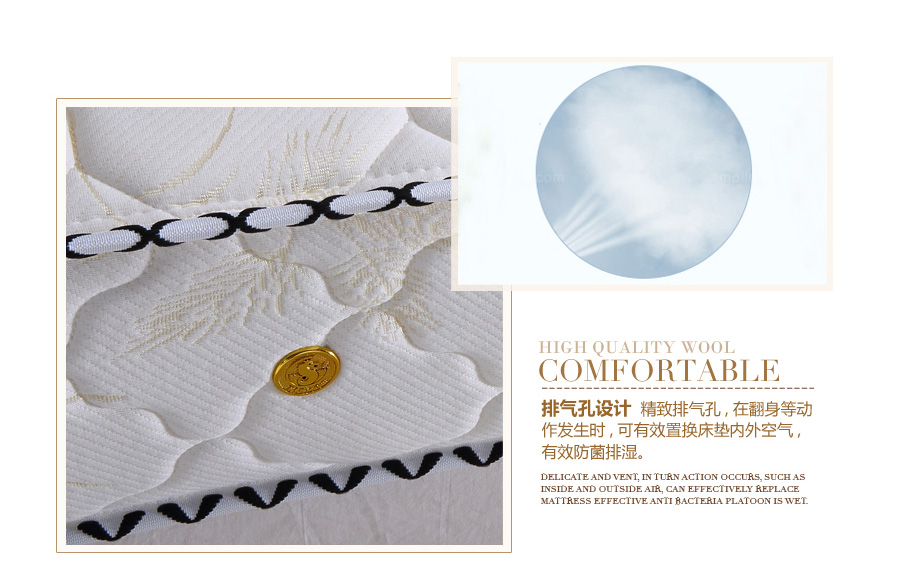 HIGH QUALITY WOOL
COMFORTABLE
排气孔设计 精致排气孔，在翻身等动
作发生时，可有效置换床垫内外空气，
有效防菌排湿。
DELICATE AND VENT, IN TURN ACTION OCCURS, SUCH AS
INSIDE AND OUTSIDE AIR, CAN EFFECTIVELY REPLACE
MATTRESS EFFECTIVE ANTI BACTERIA PLATOON IS WET.